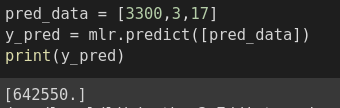 pred_data = [3300,3,17]
y_pred = mlr.predict([pred_data])
print(y_pred)
[642550.]